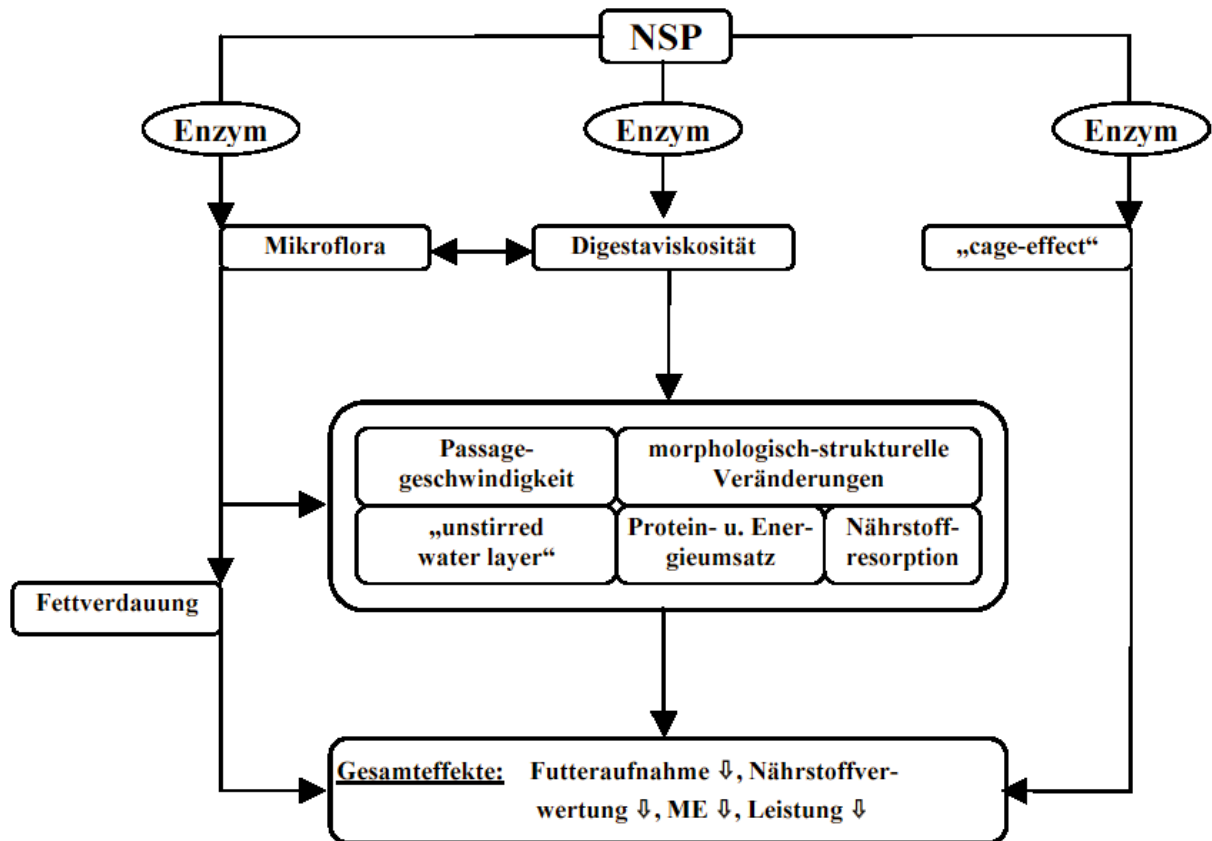 NSP
Enzym
Enzym
Enzym
Mikroflora
Digestaviskosität
„cage-effect“
Passage-
geschwindigkeit
morphologisch-strukturelle
Veränderungen
„unstirred
water layer“
Protein- u. Ener-
gieumsatz
Nährstoff-
resorption
Fettverdauung
Gesamteffekte: Futteraufnahme ⇩, Nährstoffver-
wertung ⇩, ME ⇩, Leistung ⇩